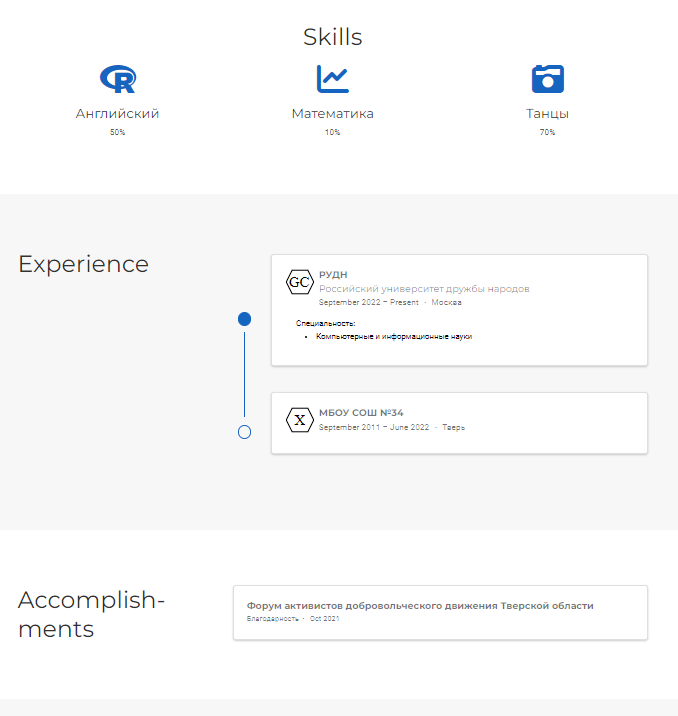 Skills
Английский
50%
Математика
10%
Танцы
70%
Experience
GC
РУДН
Российский университет дружбы народов
September 2022 – Present · Москва
Специальность:
• Компьютерные и информационные науки
X
МБОУ СОШ №34
September 2011 – June 2022 · Тверь
Accomplish-
ments
Форум активистов добровольческого движения Тверской области
Благодарность · Oct 2021